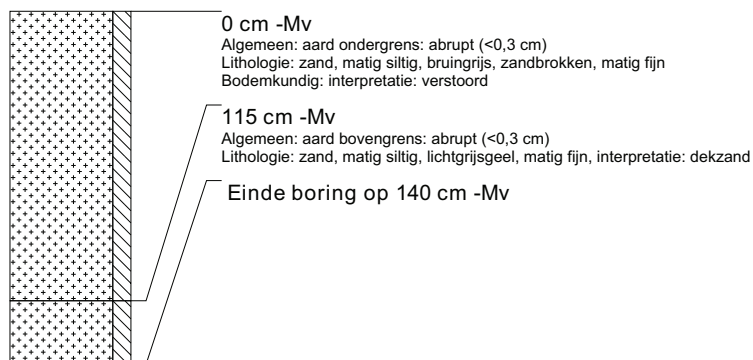 0 cm -Mv
Algemeen: aard ondergrens: abrupt (<0,3 cm)
Lithologie: zand, matig siltig, bruingrijs, zandbrokken, matig fijn
Bodemkundig: interpretatie: verstoord
115 cm -Mv
Algemeen: aard bovengrens: abrupt (<0,3 cm)
Lithologie: zand, matig siltig, lichtgrijsgeel, matig fijn, interpretatie: dekzand
Einde boring op 140 cm -Mv